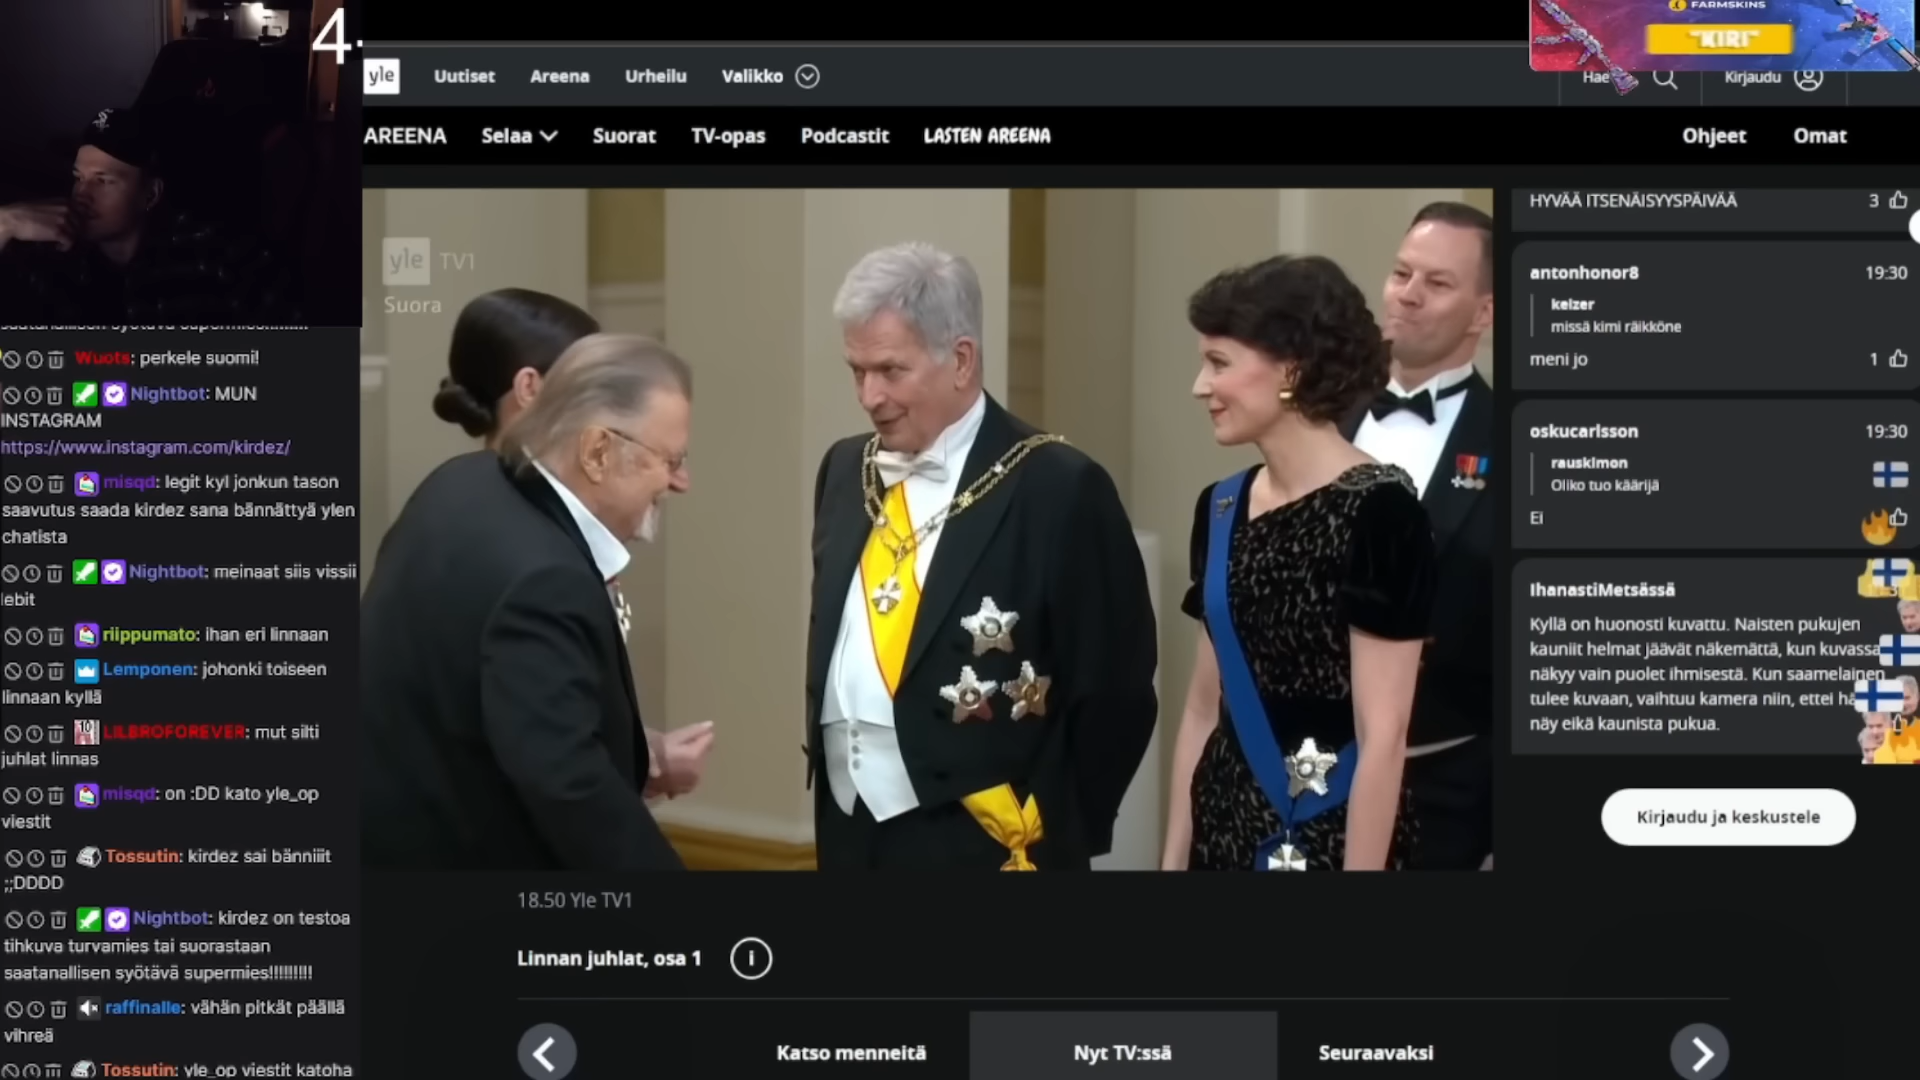 4.
FARMSKINS
"KIRI"
yle
Uutiset
Areena
Urheilu
Valikko
Hae
Kirjaudu
AREENA
Selaa
Suorat
TV-opas
Podcastit
LASTEN AREENA
Ohjeet
Omat
yle TV1
Suora
saatanallisen syötävä supermies!!!!!!!!!
Wuots: perkele suomi!
Nightbot: MUN
INSTAGRAM
https://www.instagram.com/kirdez/
misqd: legit kyl jonkun tason
saavutus saada kirdez sana bännättyä ylen
chatista
Nightbot: meinaat siis vissii
lebit
riippumato: ihan eri linnaan
Lemponen: johonki toiseen
linnaan kyllä
LILBROFOREVER: mut silti
juhlat linnas
misqd: on :DD kato yle_op
viestit
Tossutin: kirdez sai bänniiit
;;DDDD
Nightbot: kirdez on testoa
tihkuva turvamies tai suorastaan
saatanallisen syötävä supermies!!!!!!!!!
raffinalle: vähän pitkät päällä
vihreä
Tossutin: yle_op viestit katoha
HYVÄÄ ITSENÄISYYSPÄIVÄÄ
3
antonhonor8
19:30
keizer
missä kimi räikköne
meni jo
1
oskucarlsson
19:30
rauskimon
Oliko tuo käärijä
Ei
IhanastiMetsässä
Kyllä on huonosti kuvattu. Naisten pukujen
kauniit helmat jäävät näkemättä, kun kuvassa
näkyy vain puolet ihmisestä. Kun saamelainen
tulee kuvaan, vaihtuu kamera niin, ettei hä
näy eikä kaunista pukua.
Kirjaudu ja keskustele
18.50 Yle TV1
Linnan juhlat, osa 1
i
Katso menneitä
Nyt TV:ssä
Seuraavaksi